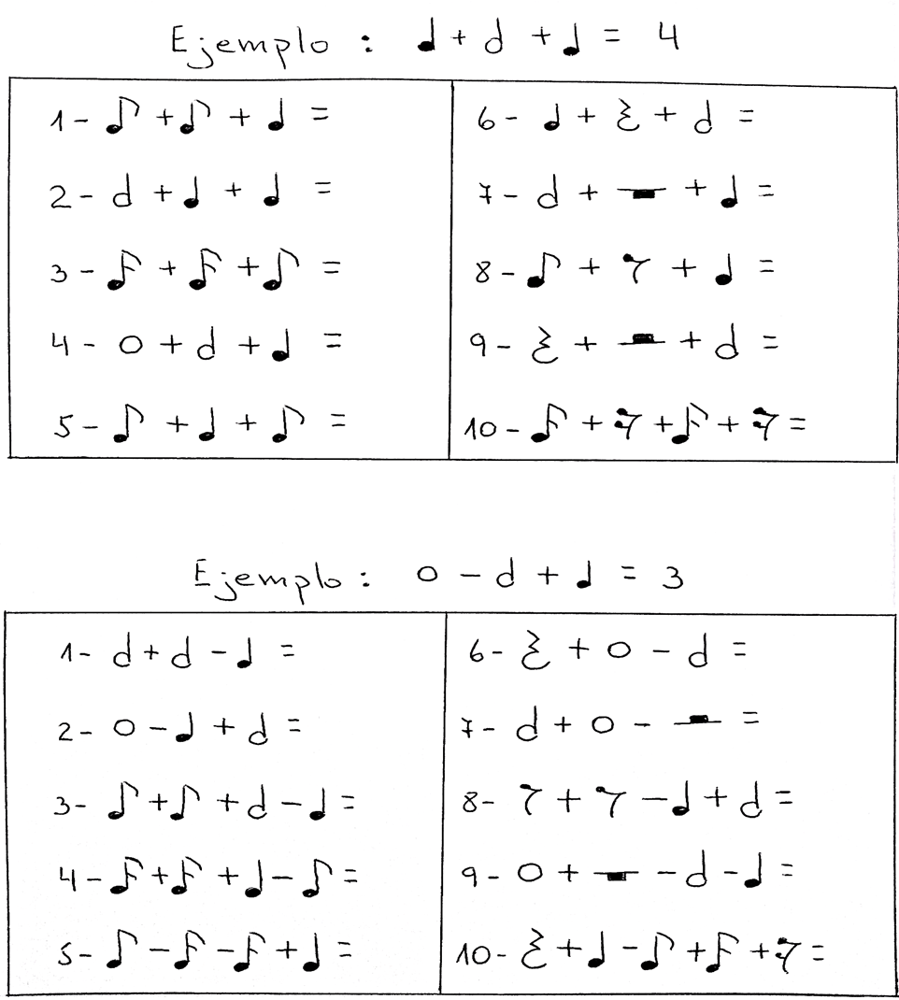 Ejemplo : ♩ + 𝅗𝅥 + ♩ = 4
1 - ♪ + ♪ + ♩ =
2 - 𝅗𝅥 + ♩ + ♩ =
3 - 𝅘𝅥𝅯 + 𝅘𝅥𝅯 + ♪ =
4 - 𝅝 + 𝅗𝅥 + ♩ =
5 - ♪ + ♩ + ♪ =
6 - ♩ + 𝄽 + 𝅗𝅥 =
7 - 𝅗𝅥 + 𝄻 + ♩ =
8 - ♪ + 𝄾 + ♩ =
9 - 𝄽 + 𝄼 + 𝅗𝅥 =
10 - 𝅘𝅥𝅯 + 𝄿 + 𝅘𝅥𝅯 + 𝄿 =
Ejemplo : 𝅝 - 𝅗𝅥 + ♩ = 3
1 - 𝅗𝅥 + 𝅗𝅥 - ♩ =
2 - 𝅝 - ♩ + 𝅗𝅥 =
3 - ♪ + ♪ + 𝅗𝅥 - ♩ =
4 - 𝅘𝅥𝅯 + 𝅘𝅥𝅯 + ♩ - ♪ =
5 - ♪ - 𝅘𝅥𝅯 - 𝅘𝅥𝅯 + ♩ =
6 - 𝄽 + 𝅝 - 𝅗𝅥 =
7 - 𝅗𝅥 + 𝅝 - 𝄼 =
8 - 𝄾 + 𝄾 - ♩ + 𝅗𝅥 =
9 - 𝅝 + 𝄻 - 𝅗𝅥 - ♩ =
10 - 𝄽 + ♩ - ♪ + 𝅘𝅥𝅯 + 𝄿 =